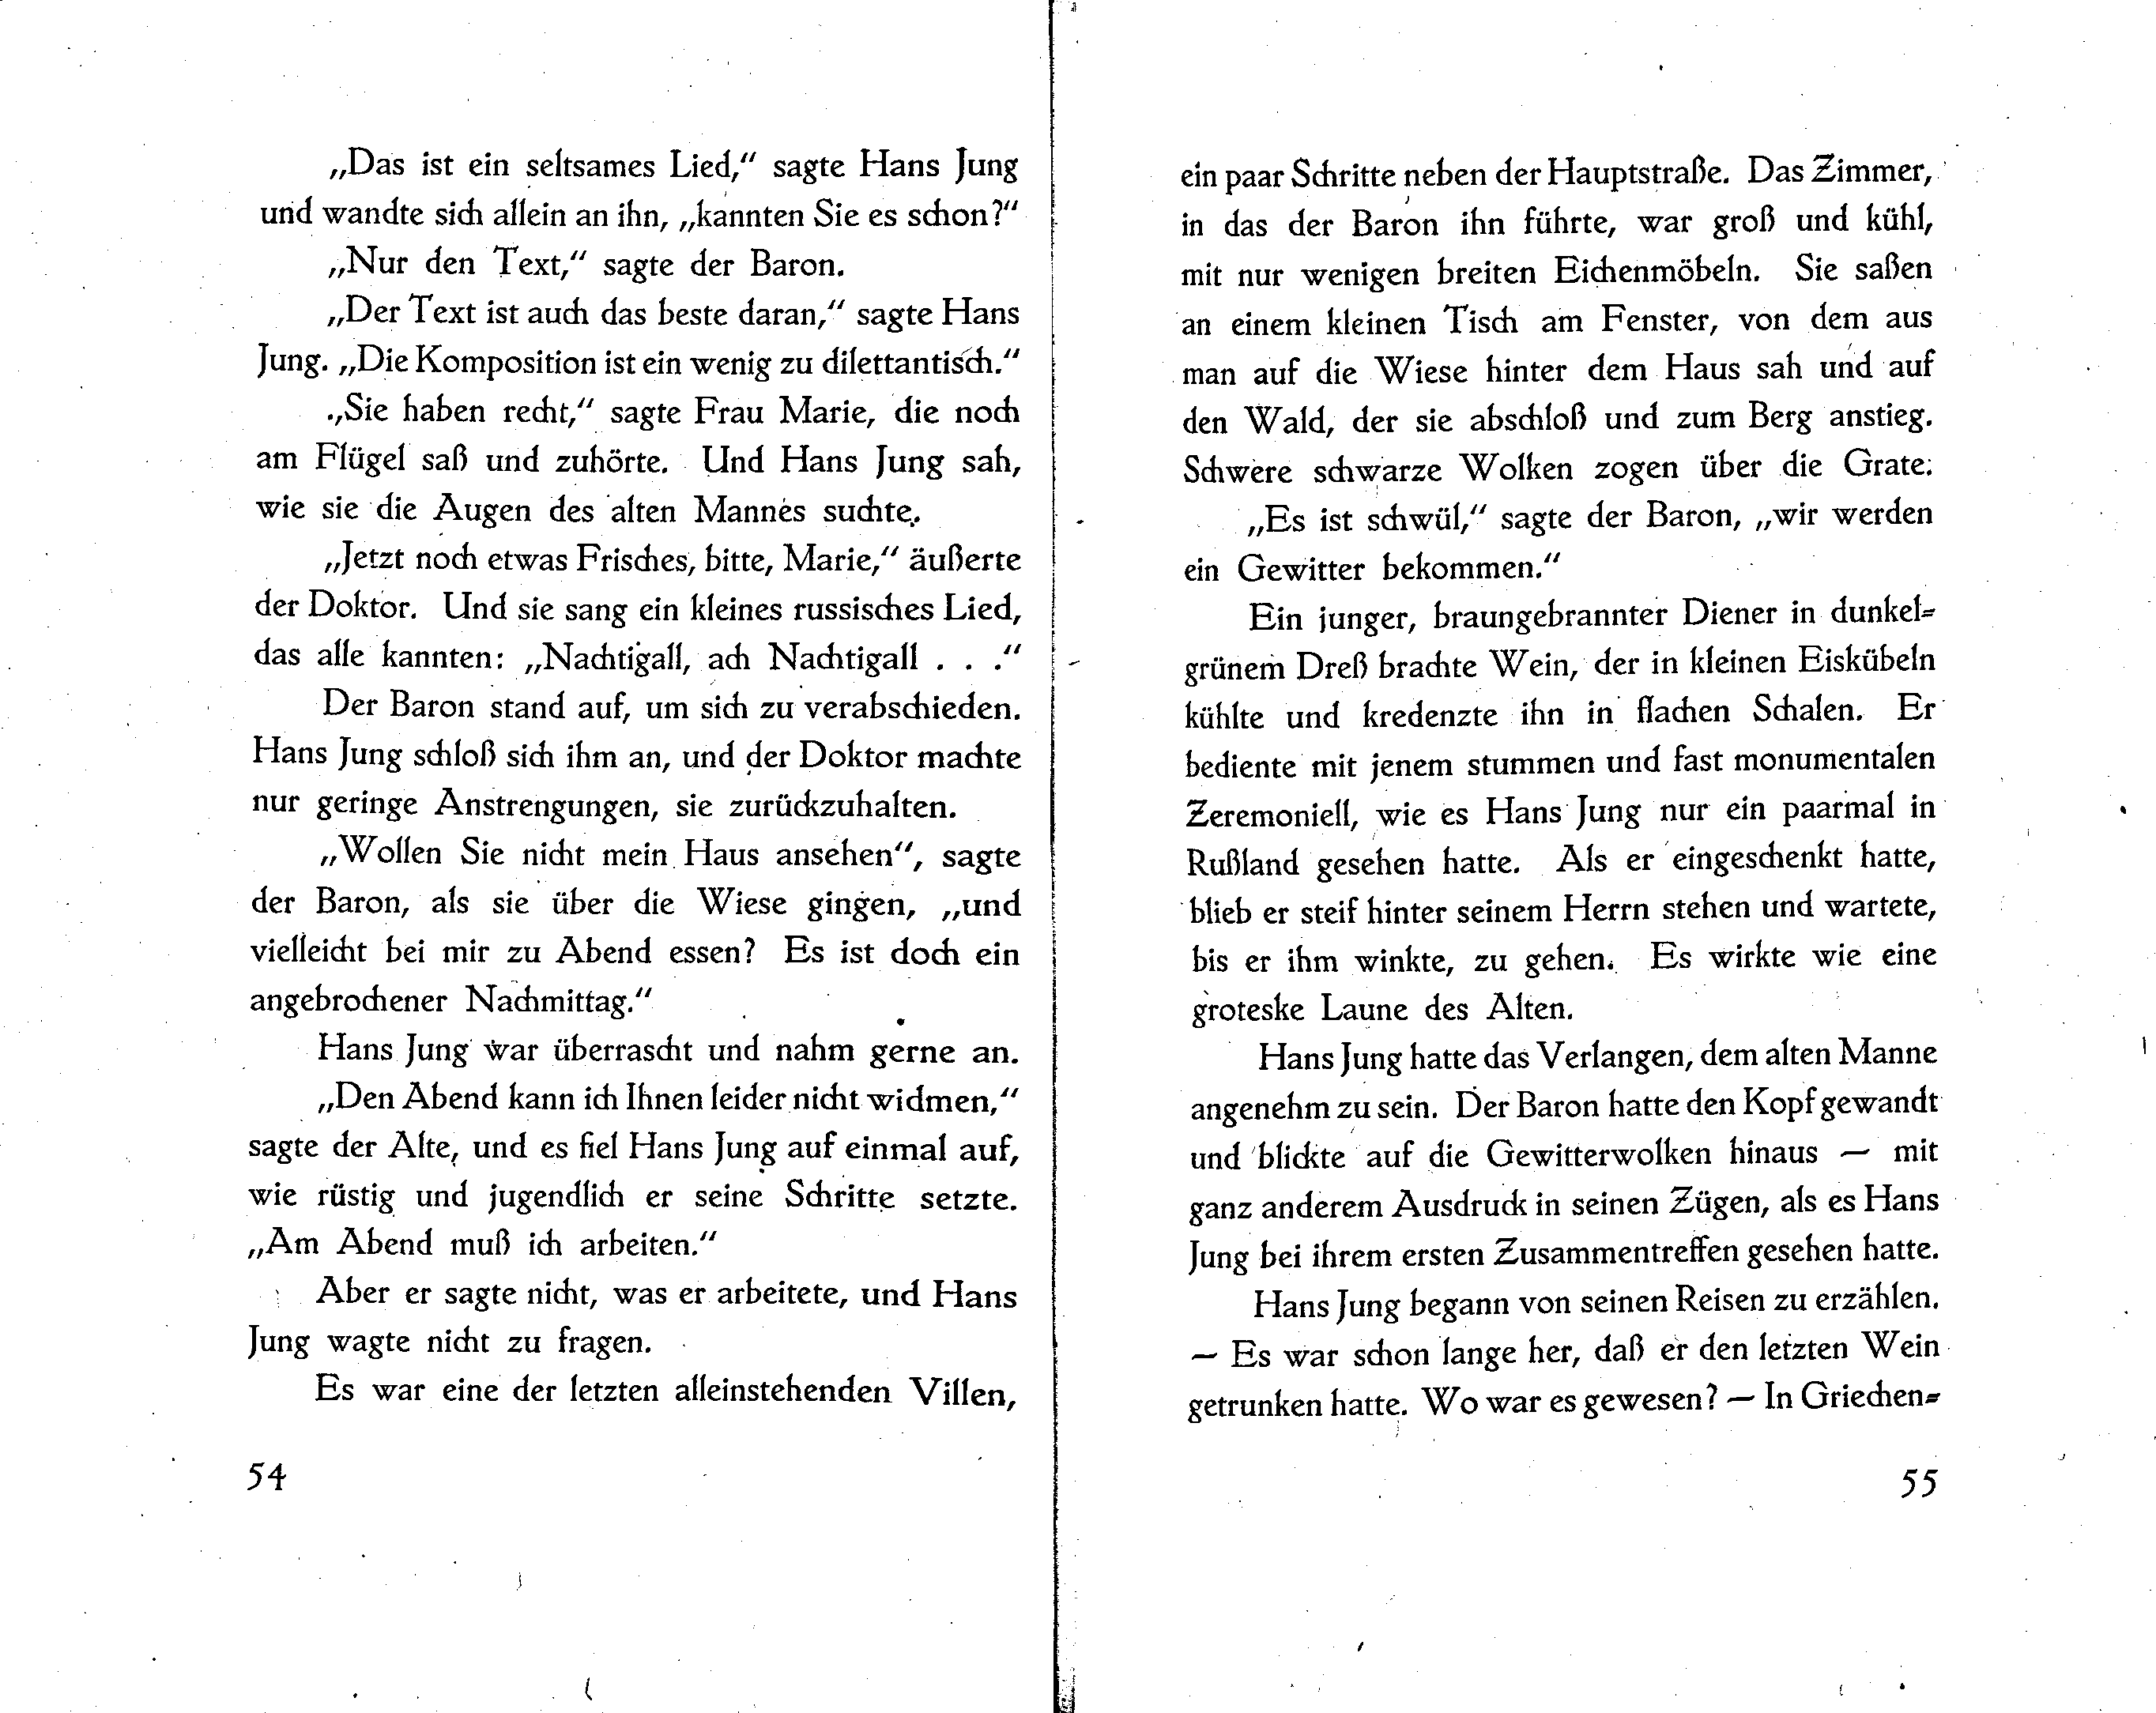 „Das ist ein seltsames Lied,“ sagte Hans Jung
und wandte sich allein an ihn, „kannten Sie es schon?“
„Nur den Text,“ sagte der Baron.
„Der Text ist auch das beste daran,“ sagte Hans
Jung. „Die Komposition ist ein wenig zu dilettantisch.“
„Sie haben recht,“ sagte Frau Marie, die noch
am Flügel saß und zuhörte. Und Hans Jung sah,
wie sie die Augen des alten Mannes suchte.
„Jetzt noch etwas Frisches, bitte, Marie,“ äußerte
der Doktor. Und sie sang ein kleines russisches Lied,
das alle kannten: „Nachtigall, ach Nachtigall . . .“
Der Baron stand auf, um sich zu verabschieden.
Hans Jung schloß sich ihm an, und der Doktor machte
nur geringe Anstrengungen, sie zurückzuhalten.
„Wollen Sie nicht mein Haus ansehen“, sagte
der Baron, als sie über die Wiese gingen, „und
vielleicht bei mir zu Abend essen? Es ist doch ein
angebrochener Nachmittag.“
Hans Jung war überrascht und nahm gerne an.
„Den Abend kann ich Ihnen leider nicht widmen,“
sagte der Alte, und es fiel Hans Jung auf einmal auf,
wie rüstig und jugendlich er seine Schritte setzte.
„Am Abend muß ich arbeiten.“
Aber er sagte nicht, was er arbeitete, und Hans
Jung wagte nicht zu fragen.
Es war eine der letzten alleinstehenden Villen,
54
ein paar Schritte neben der Hauptstraße. Das Zimmer,
in das der Baron ihn führte, war groß und kühl,
mit nur wenigen breiten Eichenmöbeln. Sie saßen
an einem kleinen Tisch am Fenster, von dem aus
man auf die Wiese hinter dem Haus sah und auf
den Wald, der sie abschloß und zum Berg anstieg.
Schwere schwarze Wolken zogen über die Grate.
„Es ist schwül,“ sagte der Baron, „wir werden
ein Gewitter bekommen.“
Ein junger, braungebrannter Diener in dunkel-
grünem Dreß brachte Wein, der in kleinen Eiskübeln
kühlte und kredenzte ihn in flachen Schalen. Er
bediente mit jenem stummen und fast monumentalen
Zeremoniell, wie es Hans Jung nur ein paarmal in
Rußland gesehen hatte. Als er eingeschenkt hatte,
blieb er steif hinter seinem Herrn stehen und wartete,
bis er ihm winkte, zu gehen. Es wirkte wie eine
groteske Laune des Alten.
Hans Jung hatte das Verlangen, dem alten Manne
angenehm zu sein. Der Baron hatte den Kopf gewandt
und blickte auf die Gewitterwolken hinaus — mit
ganz anderem Ausdruck in seinen Zügen, als es Hans
Jung bei ihrem ersten Zusammentreffen gesehen hatte.
Hans Jung begann von seinen Reisen zu erzählen.
— Es war schon lange her, daß er den letzten Wein
getrunken hatte. Wo war es gewesen? — In Griechen-
55